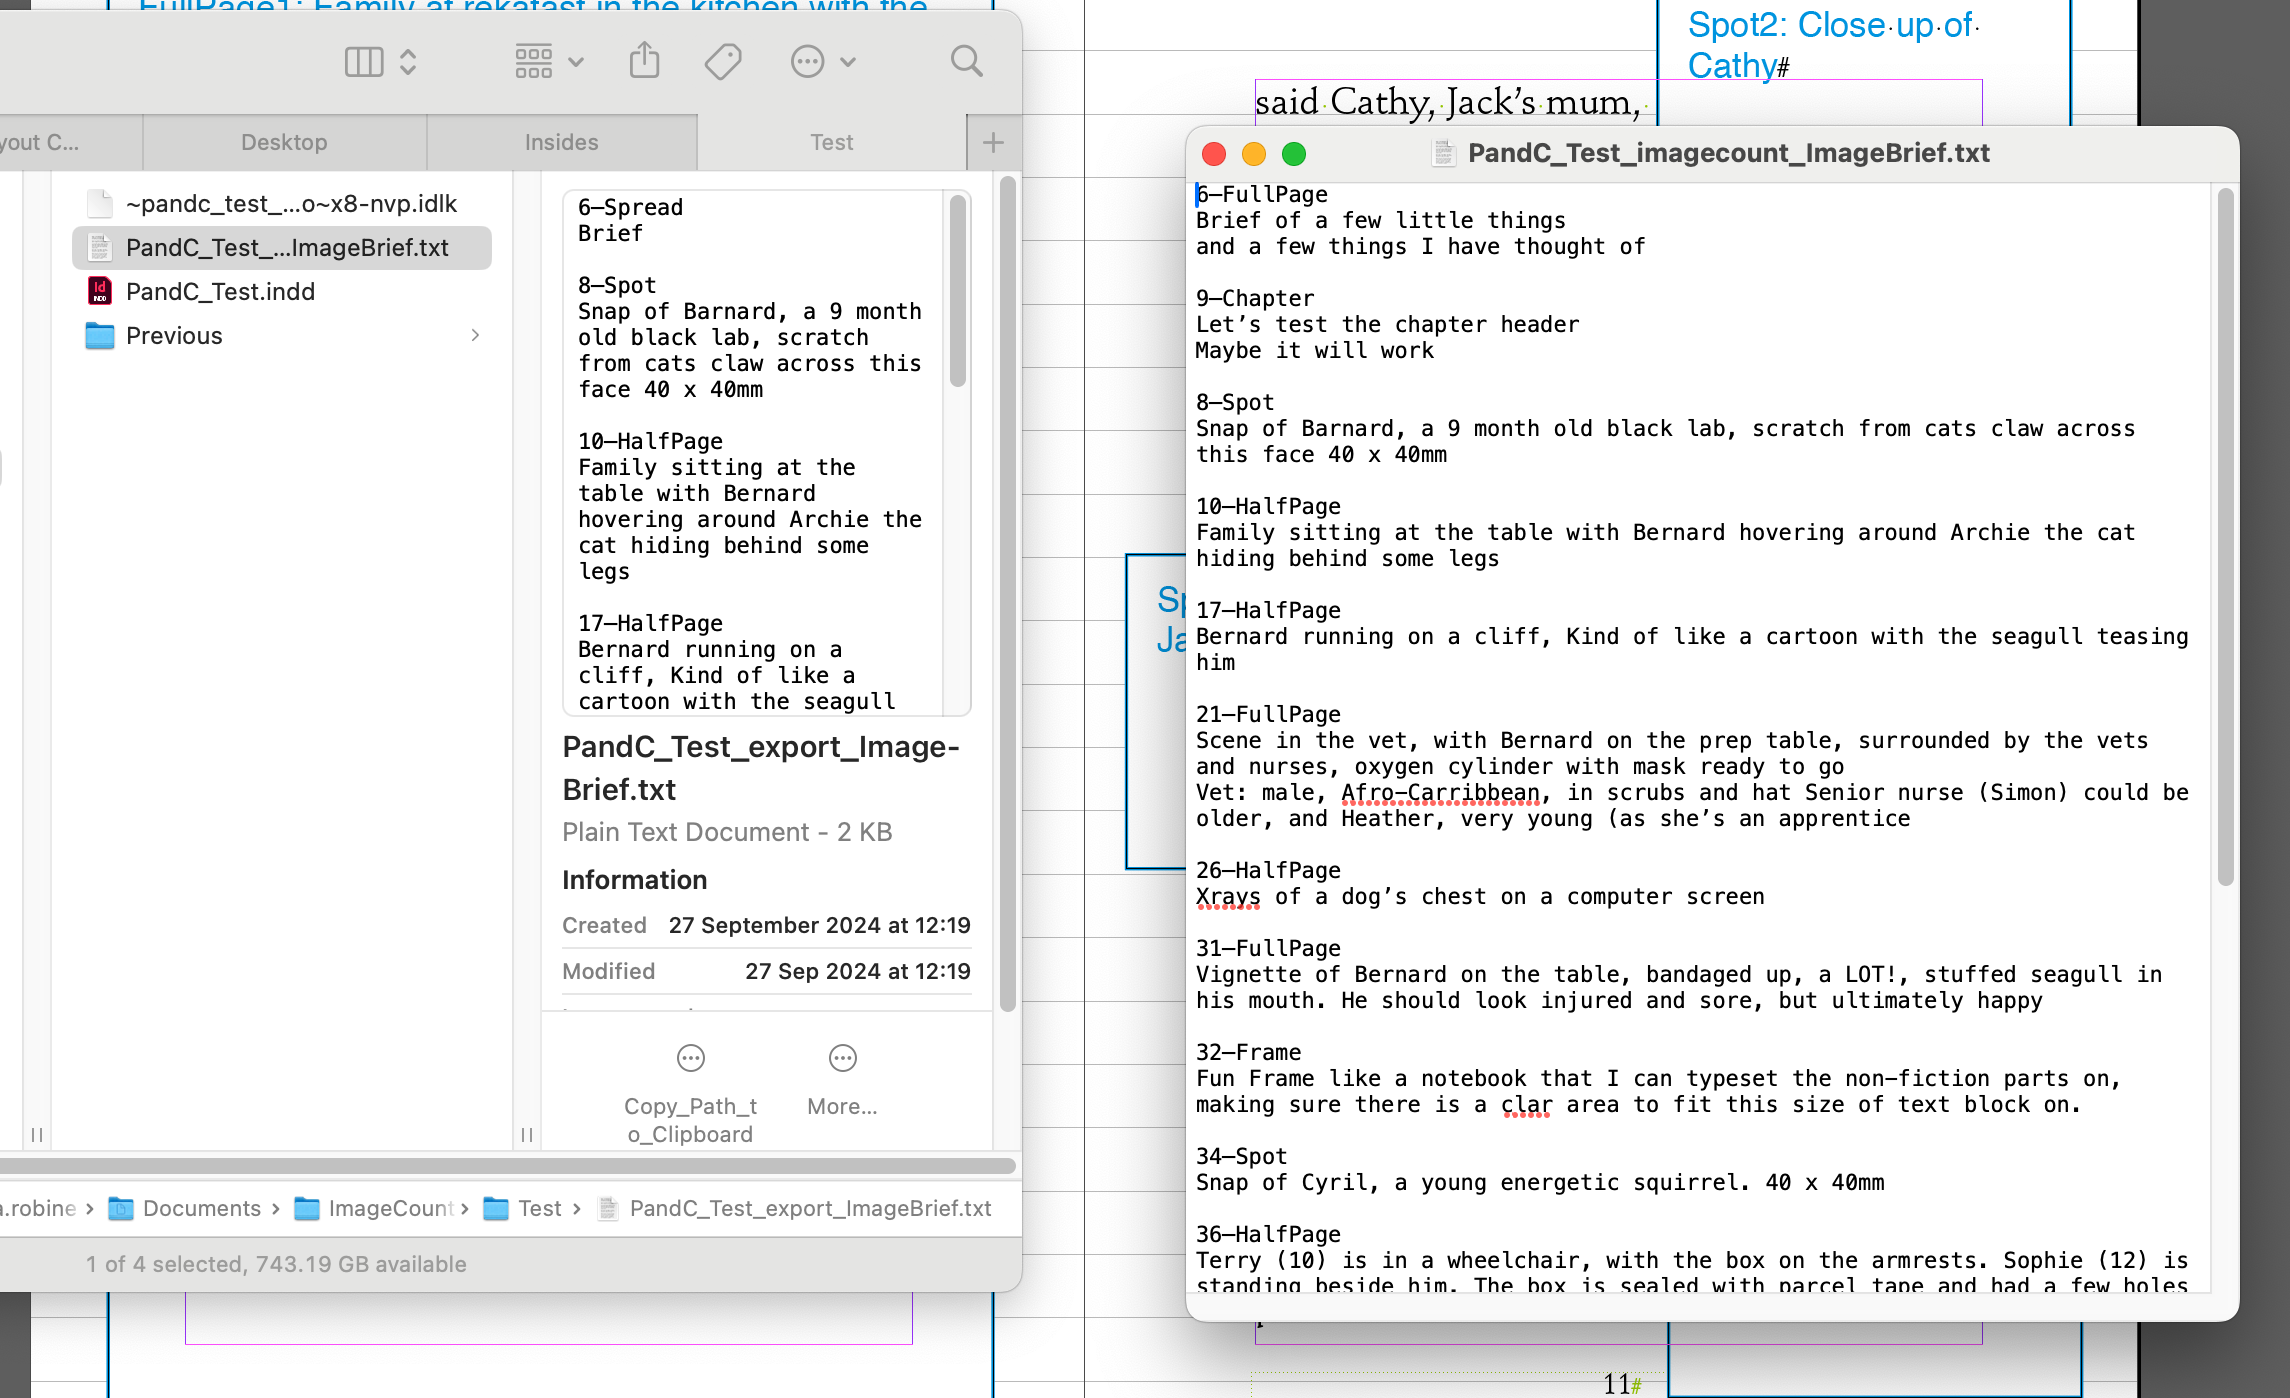 FullPage1: Family at rekafast in the kitchen with the
yout C...
Desktop
Insides
Test
~pandc_test_...o~x8-nvp.idlk
PandC_Test_...ImageBrief.txt
PandC_Test.indd
Previous
6—Spread
Brief
8—Spot
Snap of Barnard, a 9 month
old black lab, scratch
from cats claw across this
face 40 x 40mm
10—HalfPage
Family sitting at the
table with Bernard
hovering around Archie the
cat hiding behind some
legs
17—HalfPage
Bernard running on a
cliff, Kind of like a
cartoon with the seagull
PandC_Test_export_Image-
Brief.txt
Plain Text Document - 2 KB
Information
Created 27 September 2024 at 12:19
Modified 27 Sep 2024 at 12:19
Copy_Path_t
o_Clipboard
More...
a.robine › Documents › ImageCount › Test › PandC_Test_export_ImageBrief.txt
1 of 4 selected, 743.19 GB available
Spot2: Close up of
Cathy#
said Cathy, Jack’s mum,
Sp
Ja
PandC_Test_imagecount_ImageBrief.txt
6—FullPage
Brief of a few little things
and a few things I have thought of
9—Chapter
Let’s test the chapter header
Maybe it will work
8—Spot
Snap of Barnard, a 9 month old black lab, scratch from cats claw across
this face 40 x 40mm
10—HalfPage
Family sitting at the table with Bernard hovering around Archie the cat
hiding behind some legs
17—HalfPage
Bernard running on a cliff, Kind of like a cartoon with the seagull teasing
him
21—FullPage
Scene in the vet, with Bernard on the prep table, surrounded by the vets
and nurses, oxygen cylinder with mask ready to go
Vet: male, Afro-Carribbean, in scrubs and hat Senior nurse (Simon) could be
older, and Heather, very young (as she’s an apprentice
26—HalfPage
Xrays of a dog’s chest on a computer screen
31—FullPage
Vignette of Bernard on the table, bandaged up, a LOT!, stuffed seagull in
his mouth. He should look injured and sore, but ultimately happy
32—Frame
Fun Frame like a notebook that I can typeset the non-fiction parts on,
making sure there is a clar area to fit this size of text block on.
34—Spot
Snap of Cyril, a young energetic squirrel. 40 x 40mm
36—HalfPage
Terry (10) is in a wheelchair, with the box on the armrests. Sophie (12) is
standing beside him. The box is sealed with parcel tape and had a few holes
11#